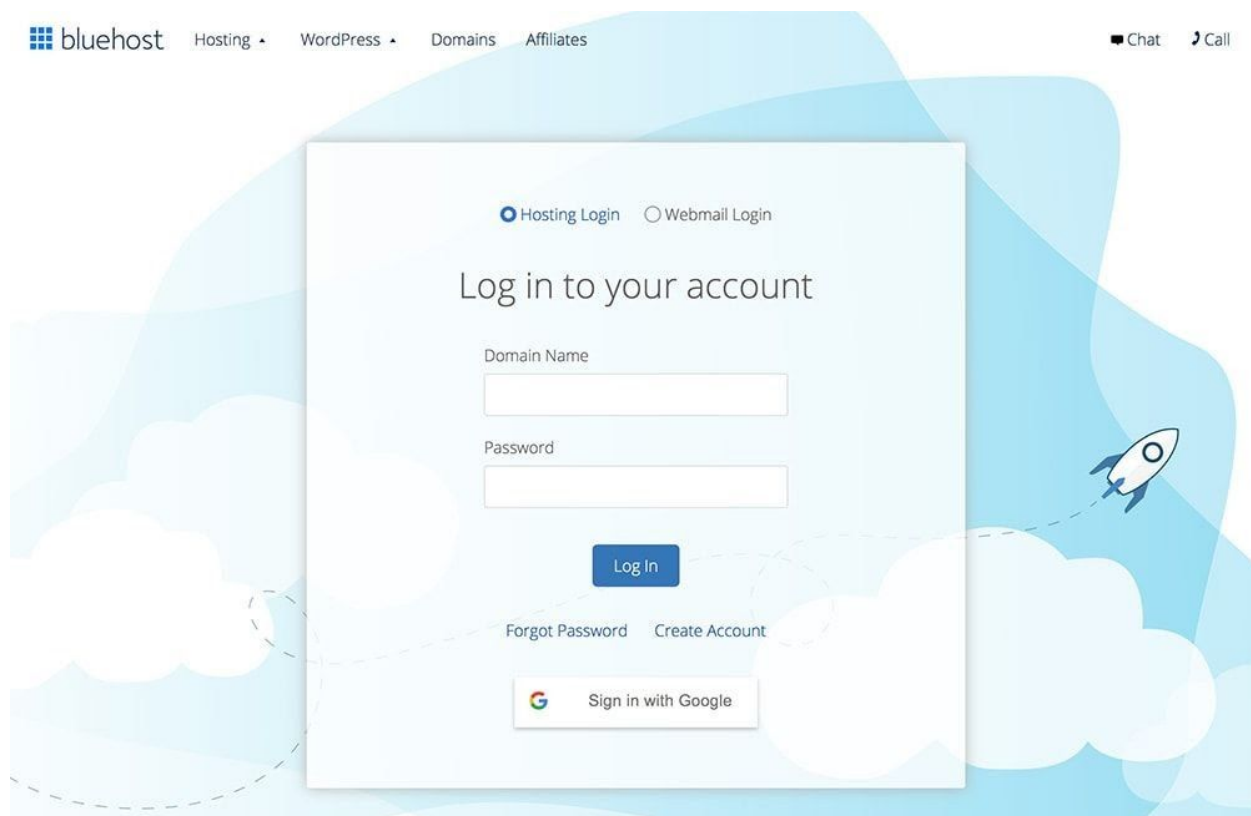 bluehost Hosting WordPress Domains Affiliates Chat Call
Hosting Login Webmail Login
Log in to your account
Domain Name
Password
Log In
Forgot Password Create Account
Sign in with Google